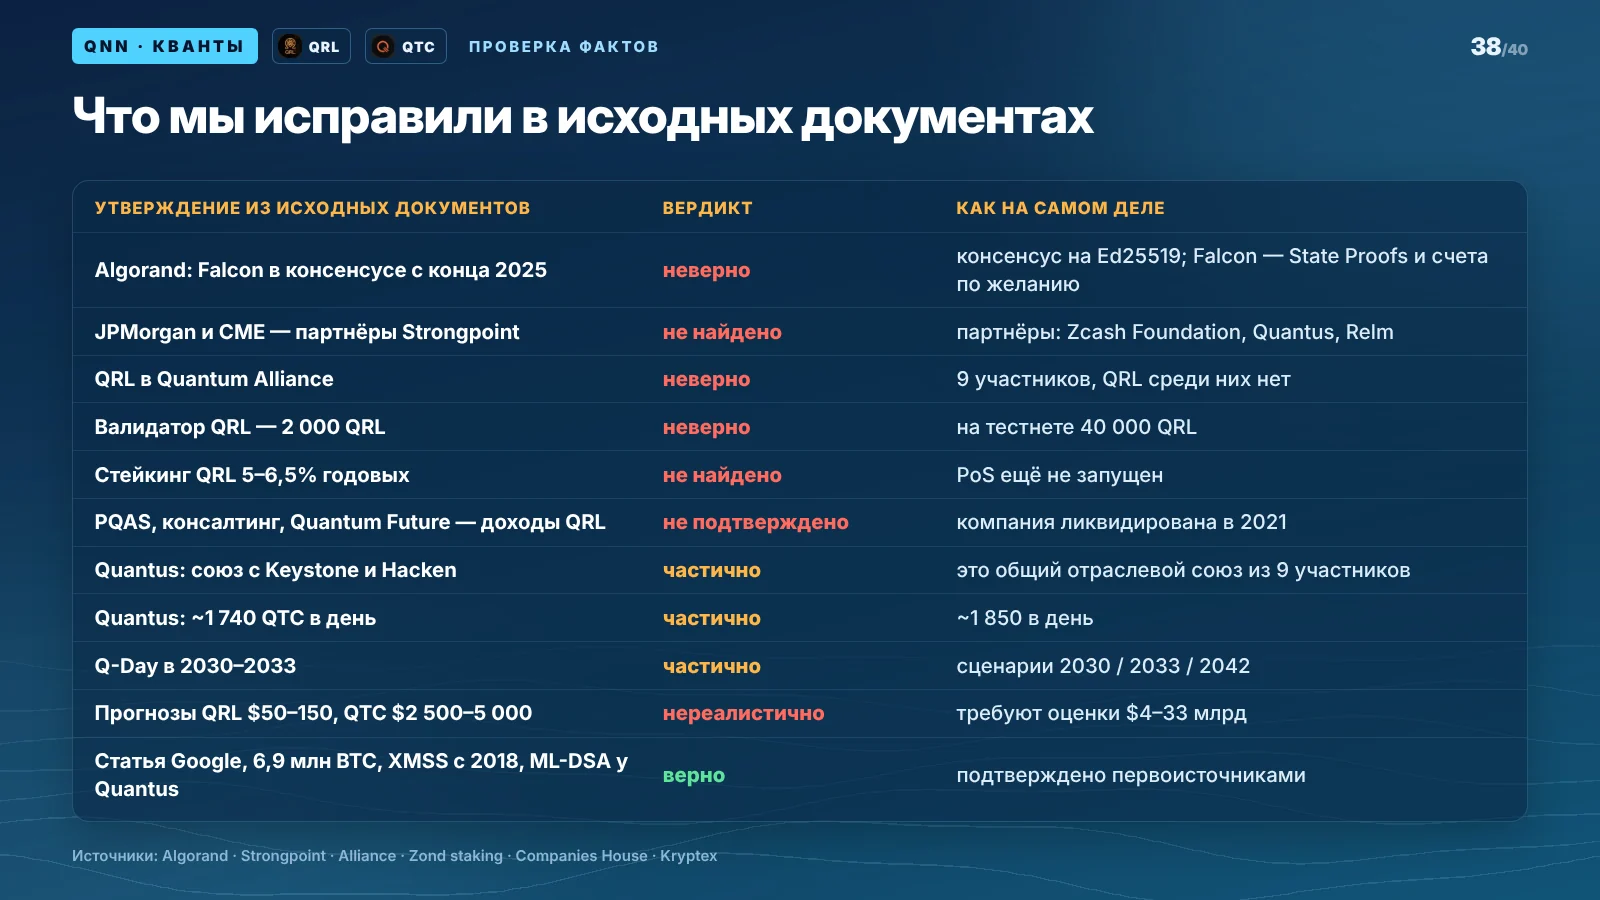 QNN · КВАНТЫ QRL QTC ПРОВЕРКА ФАКТОВ 38/40
Что мы исправили в исходных документах
УТВЕРЖДЕНИЕ ИЗ ИСХОДНЫХ ДОКУМЕНТОВ ВЕРДИКТ КАК НА САМОМ ДЕЛЕ
Algorand: Falcon в консенсусе с конца 2025 неверно консенсус на Ed25519; Falcon — State Proofs и счета
по желанию
JPMorgan и CME — партнёры Strongpoint не найдено партнёры: Zcash Foundation, Quantus, Relm
QRL в Quantum Alliance неверно 9 участников, QRL среди них нет
Валидатор QRL — 2 000 QRL неверно на тестнете 40 000 QRL
Стейкинг QRL 5–6,5% годовых не найдено PoS ещё не запущен
PQAS, консалтинг, Quantum Future — доходы QRL не подтверждено компания ликвидирована в 2021
Quantus: союз с Keystone и Hacken частично это общий отраслевой союз из 9 участников
Quantus: ~1 740 QTC в день частично ~1 850 в день
Q-Day в 2030–2033 частично сценарии 2030 / 2033 / 2042
Прогнозы QRL $50–150, QTC $2 500–5 000 нереалистично требуют оценки $4–33 млрд
Статья Google, 6,9 млн BTC, XMSS с 2018, ML-DSA у
Quantus верно подтверждено первоисточниками
Источники: Algorand · Strongpoint · Alliance · Zond staking · Companies House · Kryptex